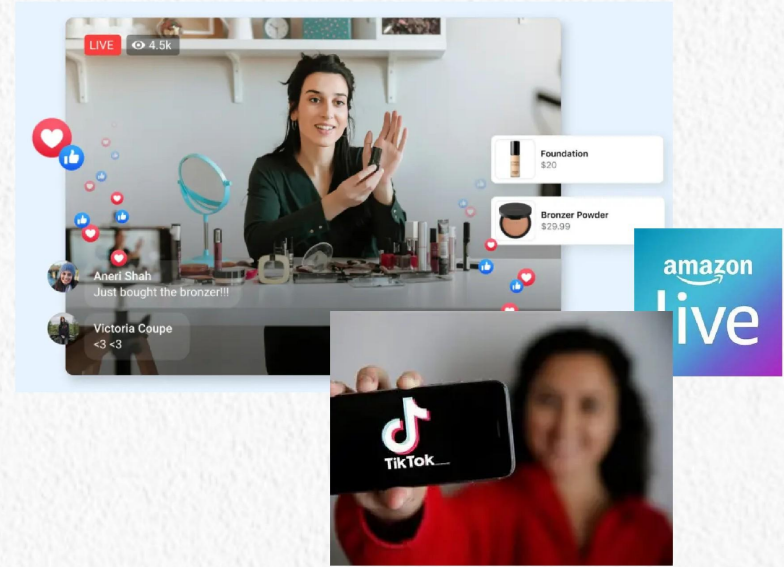 LIVE 4.5k
Foundation
$20
Bronzer Powder
$29.99
Aneri Shah
Just bought the bronzer!!!
Victoria Coupe
<3 <3
amazon
live
TikTok